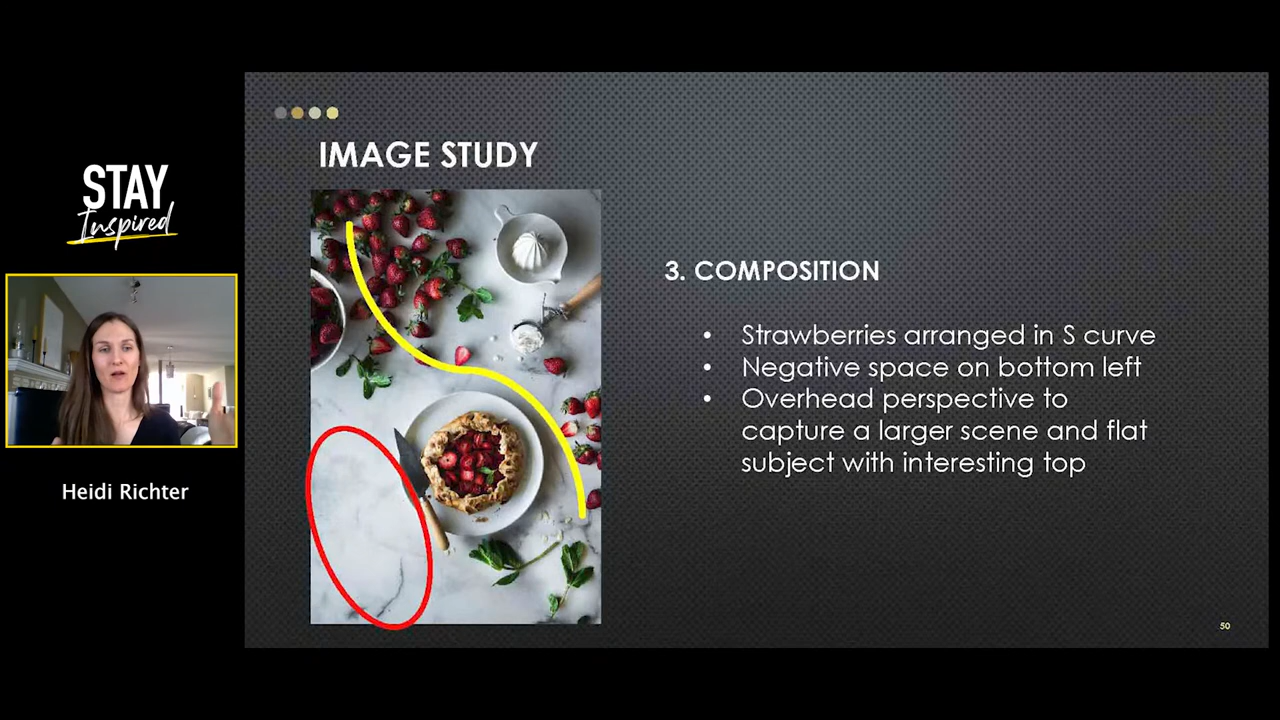 STAY
Inspired
Heidi Richter
IMAGE STUDY
3. COMPOSITION
• Strawberries arranged in S curve
• Negative space on bottom left
• Overhead perspective to
capture a larger scene and flat
subject with interesting top
50